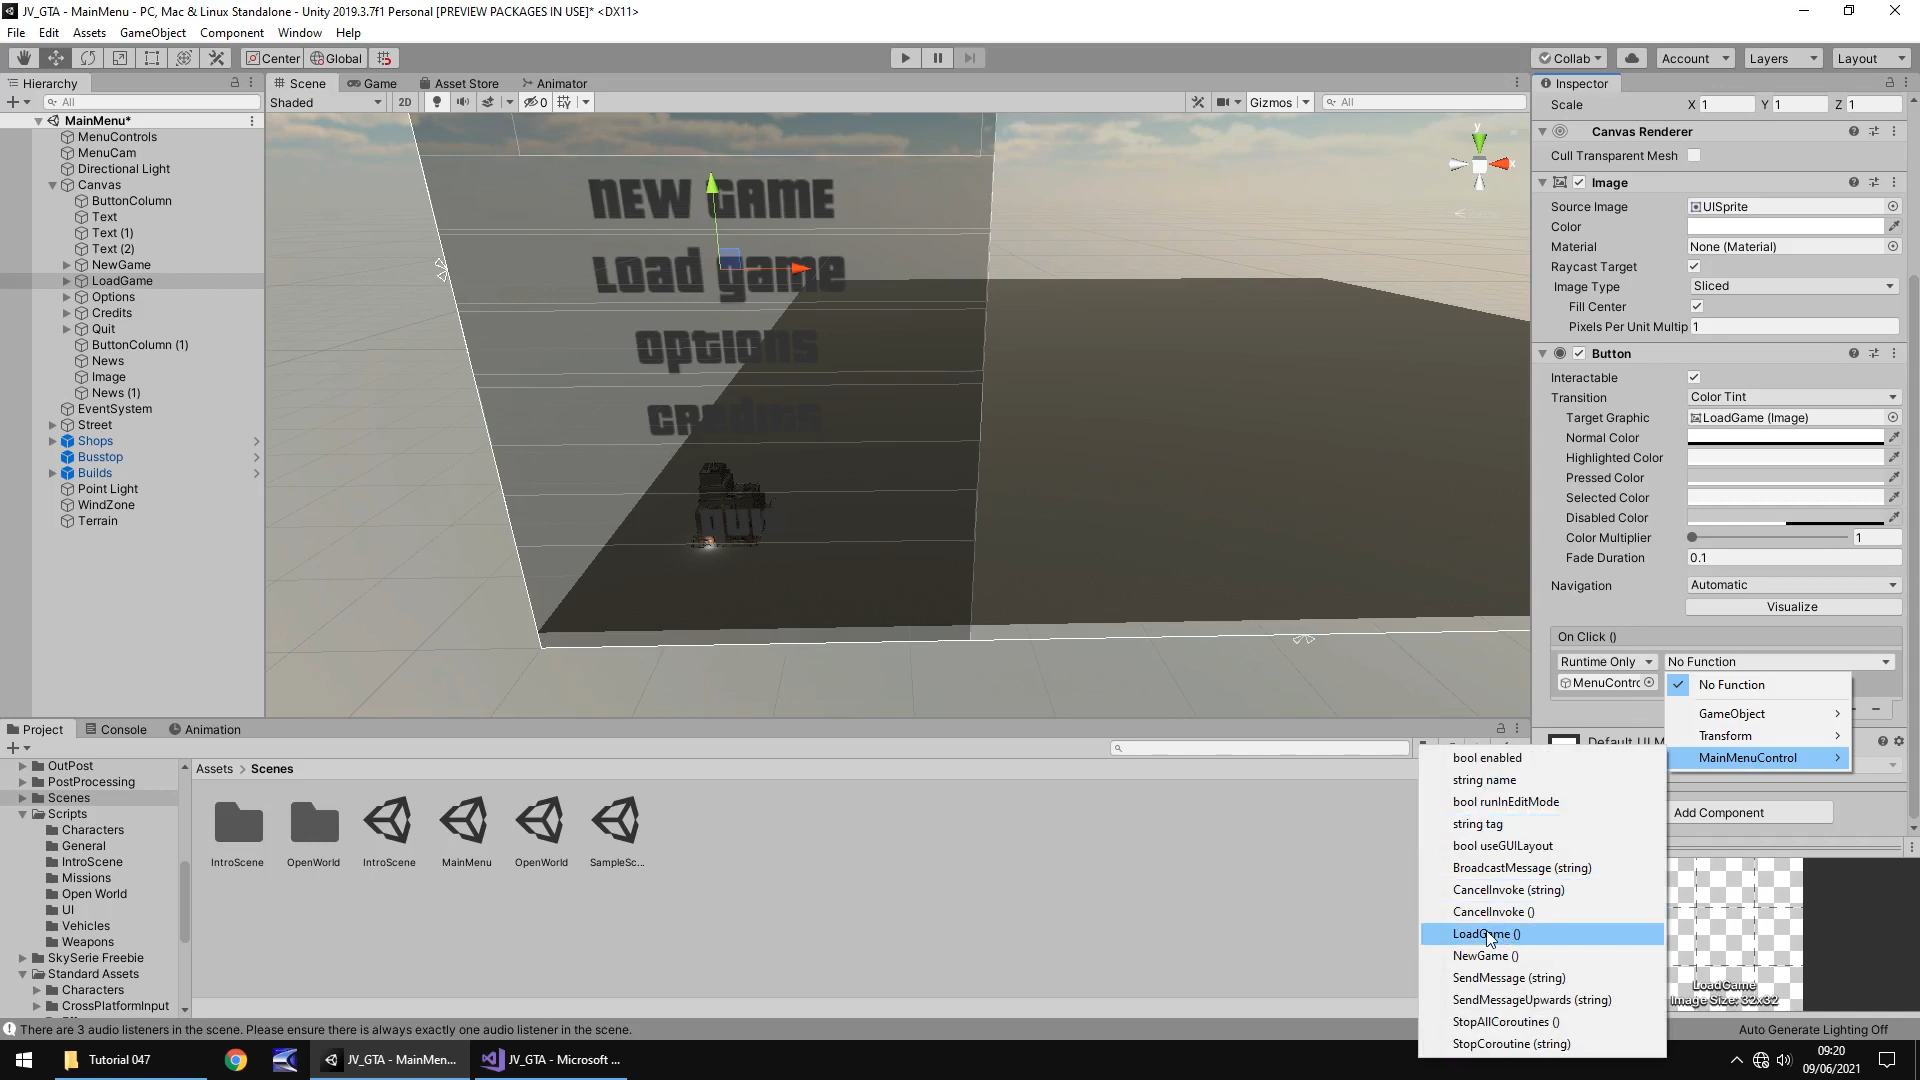 JV_GTA - MainMenu - PC, Mac & Linux Standalone - Unity 2019.3.7f1 Personal [PREVIEW PACKAGES IN USE]* <DX11>
File Edit Assets GameObject Component Window Help
Center Global Collab Account Layers Layout
Hierarchy
All
MainMenu*
MenuControls
MenuCam
Directional Light
Canvas
ButtonColumn
Text
Text (1)
Text (2)
NewGame
LoadGame
Options
Credits
Quit
ButtonColumn (1)
News
Image
News (1)
EventSystem
Street
Shops
Busstop
Builds
Point Light
WindZone
Terrain
Scene Game Asset Store Animator
Shaded 2D 0 Gizmos All
y
x
NEW GAME
Load game
options
credits
quit
Inspector
Scale X 1 Y 1 Z 1
Canvas Renderer
Cull Transparent Mesh
Image
Source Image UISprite
Color
Material None (Material)
Raycast Target
Image Type Sliced
Fill Center
Pixels Per Unit Multip 1
Button
Interactable
Transition Color Tint
Target Graphic LoadGame (Image)
Normal Color
Highlighted Color
Pressed Color
Selected Color
Disabled Color
Color Multiplier 1
Fade Duration 0.1
Navigation Automatic
Visualize
On Click ()
Runtime Only No Function
MenuContro
No Function
GameObject
Transform
MainMenuControl
Default UI M
Add Component
LoadGame
Image Size: 32x32
bool enabled
string name
bool runInEditMode
string tag
bool useGUILayout
BroadcastMessage (string)
CancelInvoke (string)
CancelInvoke ()
LoadGame ()
NewGame ()
SendMessage (string)
SendMessageUpwards (string)
StopAllCoroutines ()
StopCoroutine (string)
Project Console Animation
OutPost
PostProcessing
Scenes
Scripts
Characters
General
IntroScene
Missions
Open World
UI
Vehicles
Weapons
SkySerie Freebie
Standard Assets
Characters
CrossPlatformInput
Assets > Scenes
IntroScene OpenWorld IntroScene MainMenu OpenWorld SampleSc...
There are 3 audio listeners in the scene. Please ensure there is always exactly one audio listener in the scene.
Auto Generate Lighting Off
Tutorial 047
JV_GTA - MainMen...
JV_GTA - Microsoft ...
09:20
09/06/2021